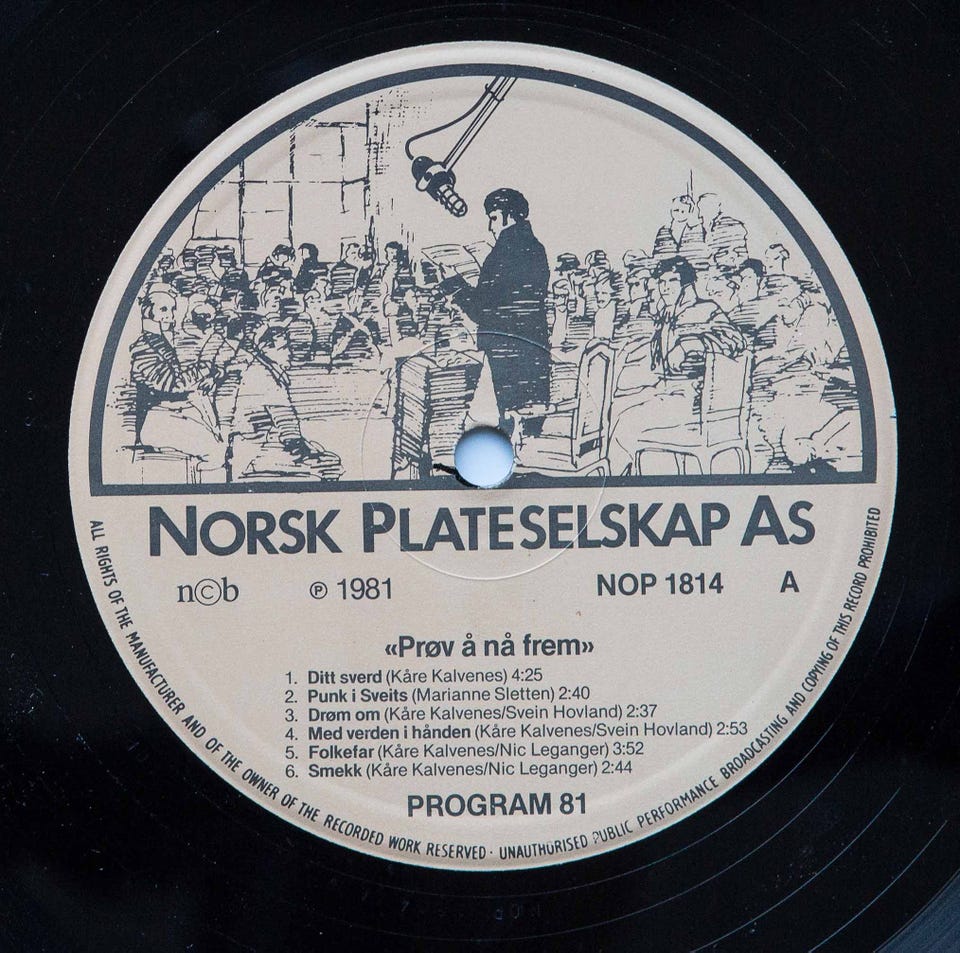 NORSK PLATESELSKAP AS
n©b ℗ 1981 NOP 1814 A
«Prøv å nå frem»
1. Ditt sverd (Kåre Kalvenes) 4:25
2. Punk i Sveits (Marianne Sletten) 2:40
3. Drøm om (Kåre Kalvenes/Svein Hovland) 2:37
4. Med verden i hånden (Kåre Kalvenes/Svein Hovland) 2:53
5. Folkefar (Kåre Kalvenes/Nic Leganger) 3:52
6. Smekk (Kåre Kalvenes/Nic Leganger) 2:44
PROGRAM 81
ALL RIGHTS OF THE MANUFACTURER AND OF THE OWNER OF THE RECORDED WORK RESERVED · UNAUTHORISED PUBLIC PERFORMANCE BROADCASTING AND COPYING OF THIS RECORD PROHIBITED